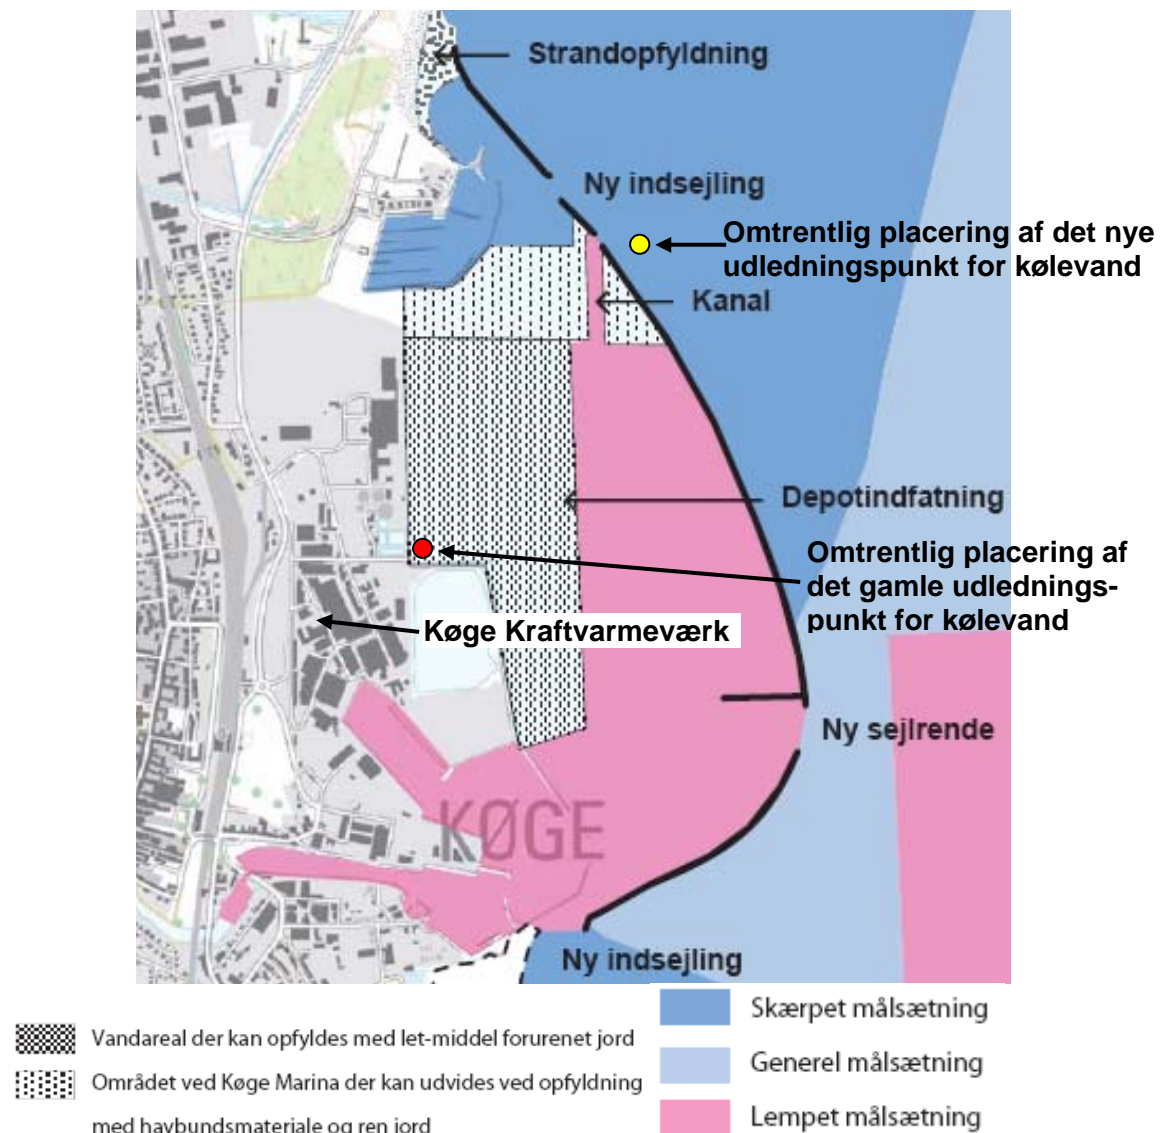 Strandopfyldning
Ny indsejling
Omtrentlig placering af det nye
udledningspunkt for kølevand
Kanal
Depotindfatning
Omtrentlig placering af
det gamle udlednings-
punkt for kølevand
Køge Kraftvarmeværk
Ny sejlrende
KØGE
Ny indsejling
Vandareal der kan opfyldes med let-middel forurenet jord
Området ved Køge Marina der kan udvides ved opfyldning
med havbundsmateriale og ren jord
Skærpet målsætning
Generel målsætning
Lempet målsætning